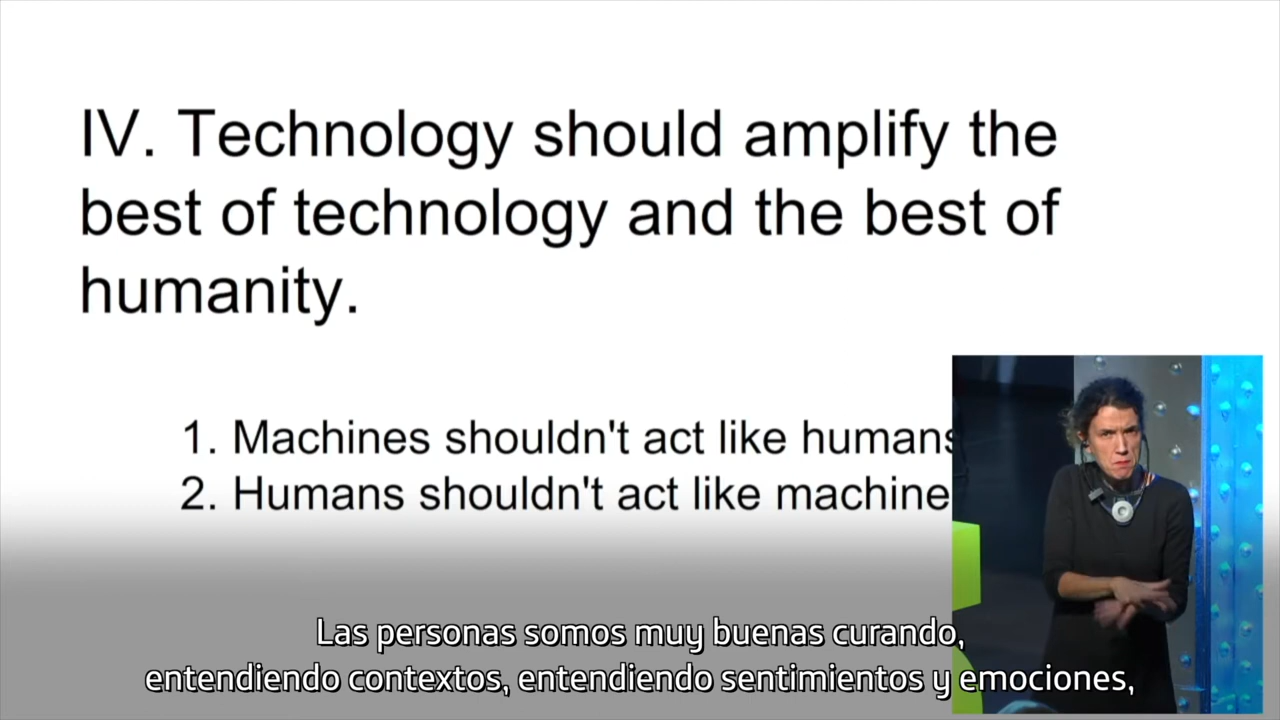 IV. Technology should amplify the
best of technology and the best of
humanity.
1. Machines shouldn't act like humans
2. Humans shouldn't act like machine
Las personas somos muy buenas curando,
entendiendo contextos, entendiendo sentimientos y emociones,